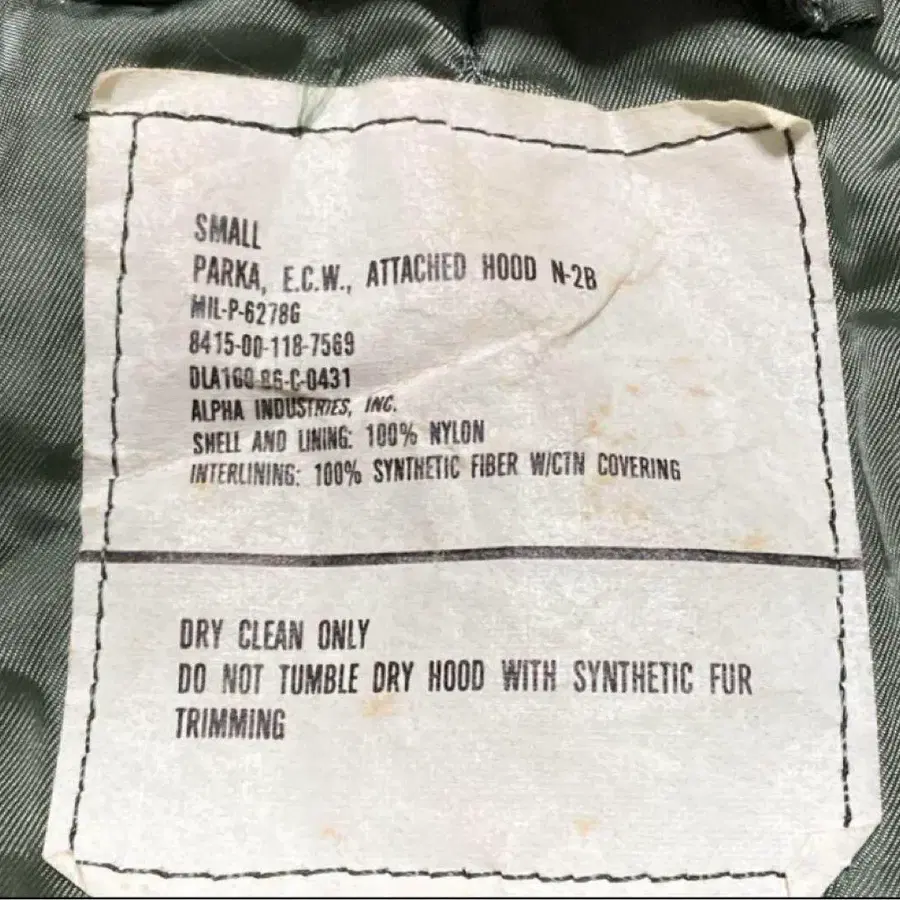 SMALL
PARKA, E.C.W., ATTACHED HOOD N-2B
MIL-P-6278G
8415-00-118-7569
DLA100 86-C-0431
ALPHA INDUSTRIES, INC.
SHELL AND LINING: 100% NYLON
INTERLINING: 100% SYNTHETIC FIBER W/CTN COVERING
DRY CLEAN ONLY
DO NOT TUMBLE DRY HOOD WITH SYNTHETIC FUR
TRIMMING